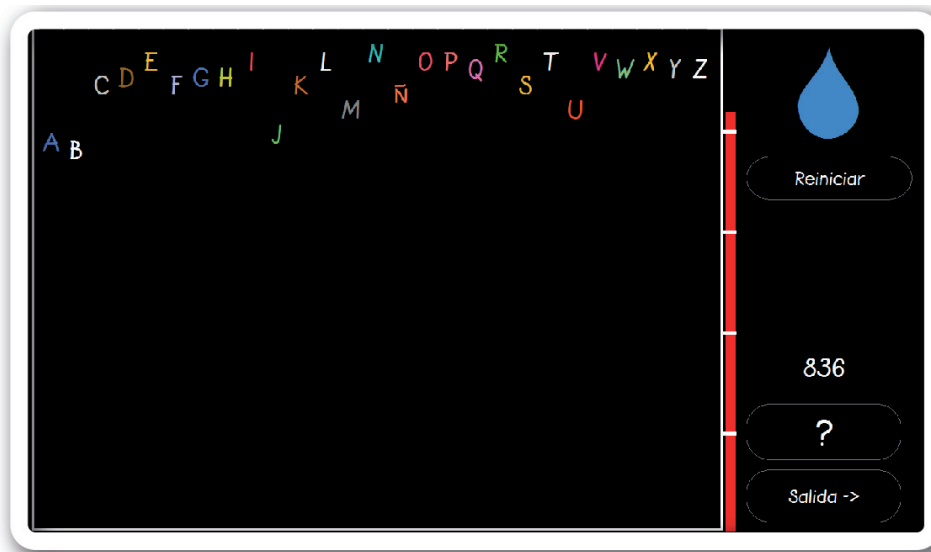 A B C D E F G H I J K L M N Ñ O P Q R S T U V W X Y Z
Reiniciar
836
?
Salida ->